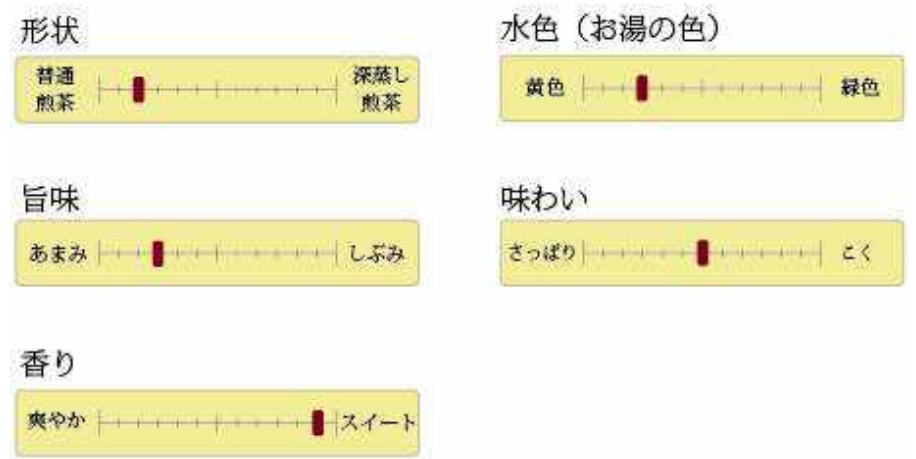 形状
普通
煎茶
深蒸し
煎茶
水色（お湯の色）
黄色
緑色
旨味
あまみ
しぶみ
味わい
さっぱり
こく
香り
爽やか
スイート